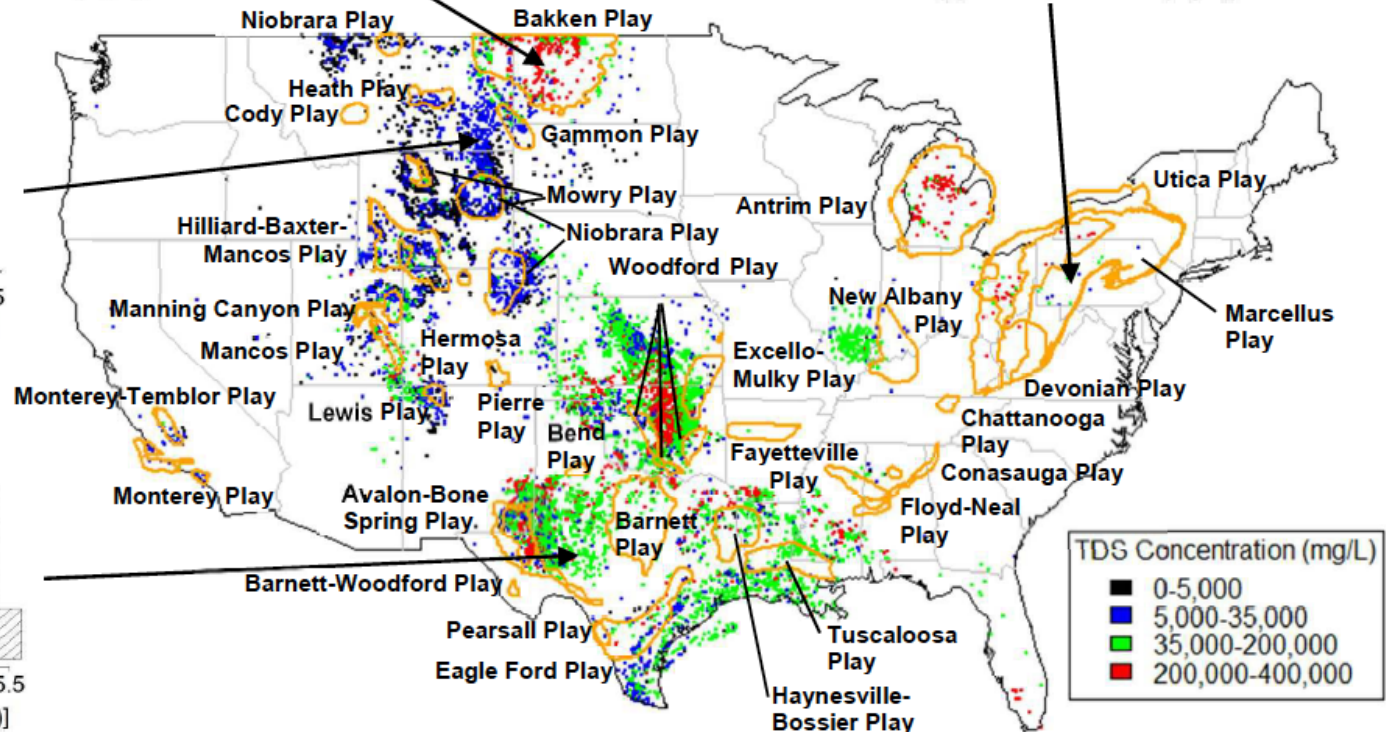 Niobrara Play
Bakken Play
Heath Play
Cody Play
Gammon Play
Mowry Play
Antrim Play
Utica Play
Hilliard-Baxter-
Mancos Play
Niobrara Play
Woodford Play
New Albany
Play
Marcellus
Play
Manning Canyon Play
Mancos Play
Hermosa
Play
Excello-
Mulky Play
Monterey-Temblor Play
Lewis Play
Pierre
Play
Bend
Play
Devonian Play
Chattanooga
Play
Fayetteville
Play
Conasauga Play
Monterey Play
Avalon-Bone
Spring Play
Barnett
Play
Floyd-Neal
Play
Barnett-Woodford Play
Pearsall Play
Eagle Ford Play
Tuscaloosa
Play
Haynesville-
Bossier Play
TDS Concentration (mg/L)
0-5,000
5,000-35,000
35,000-200,000
200,000-400,000
5
5.5
)]